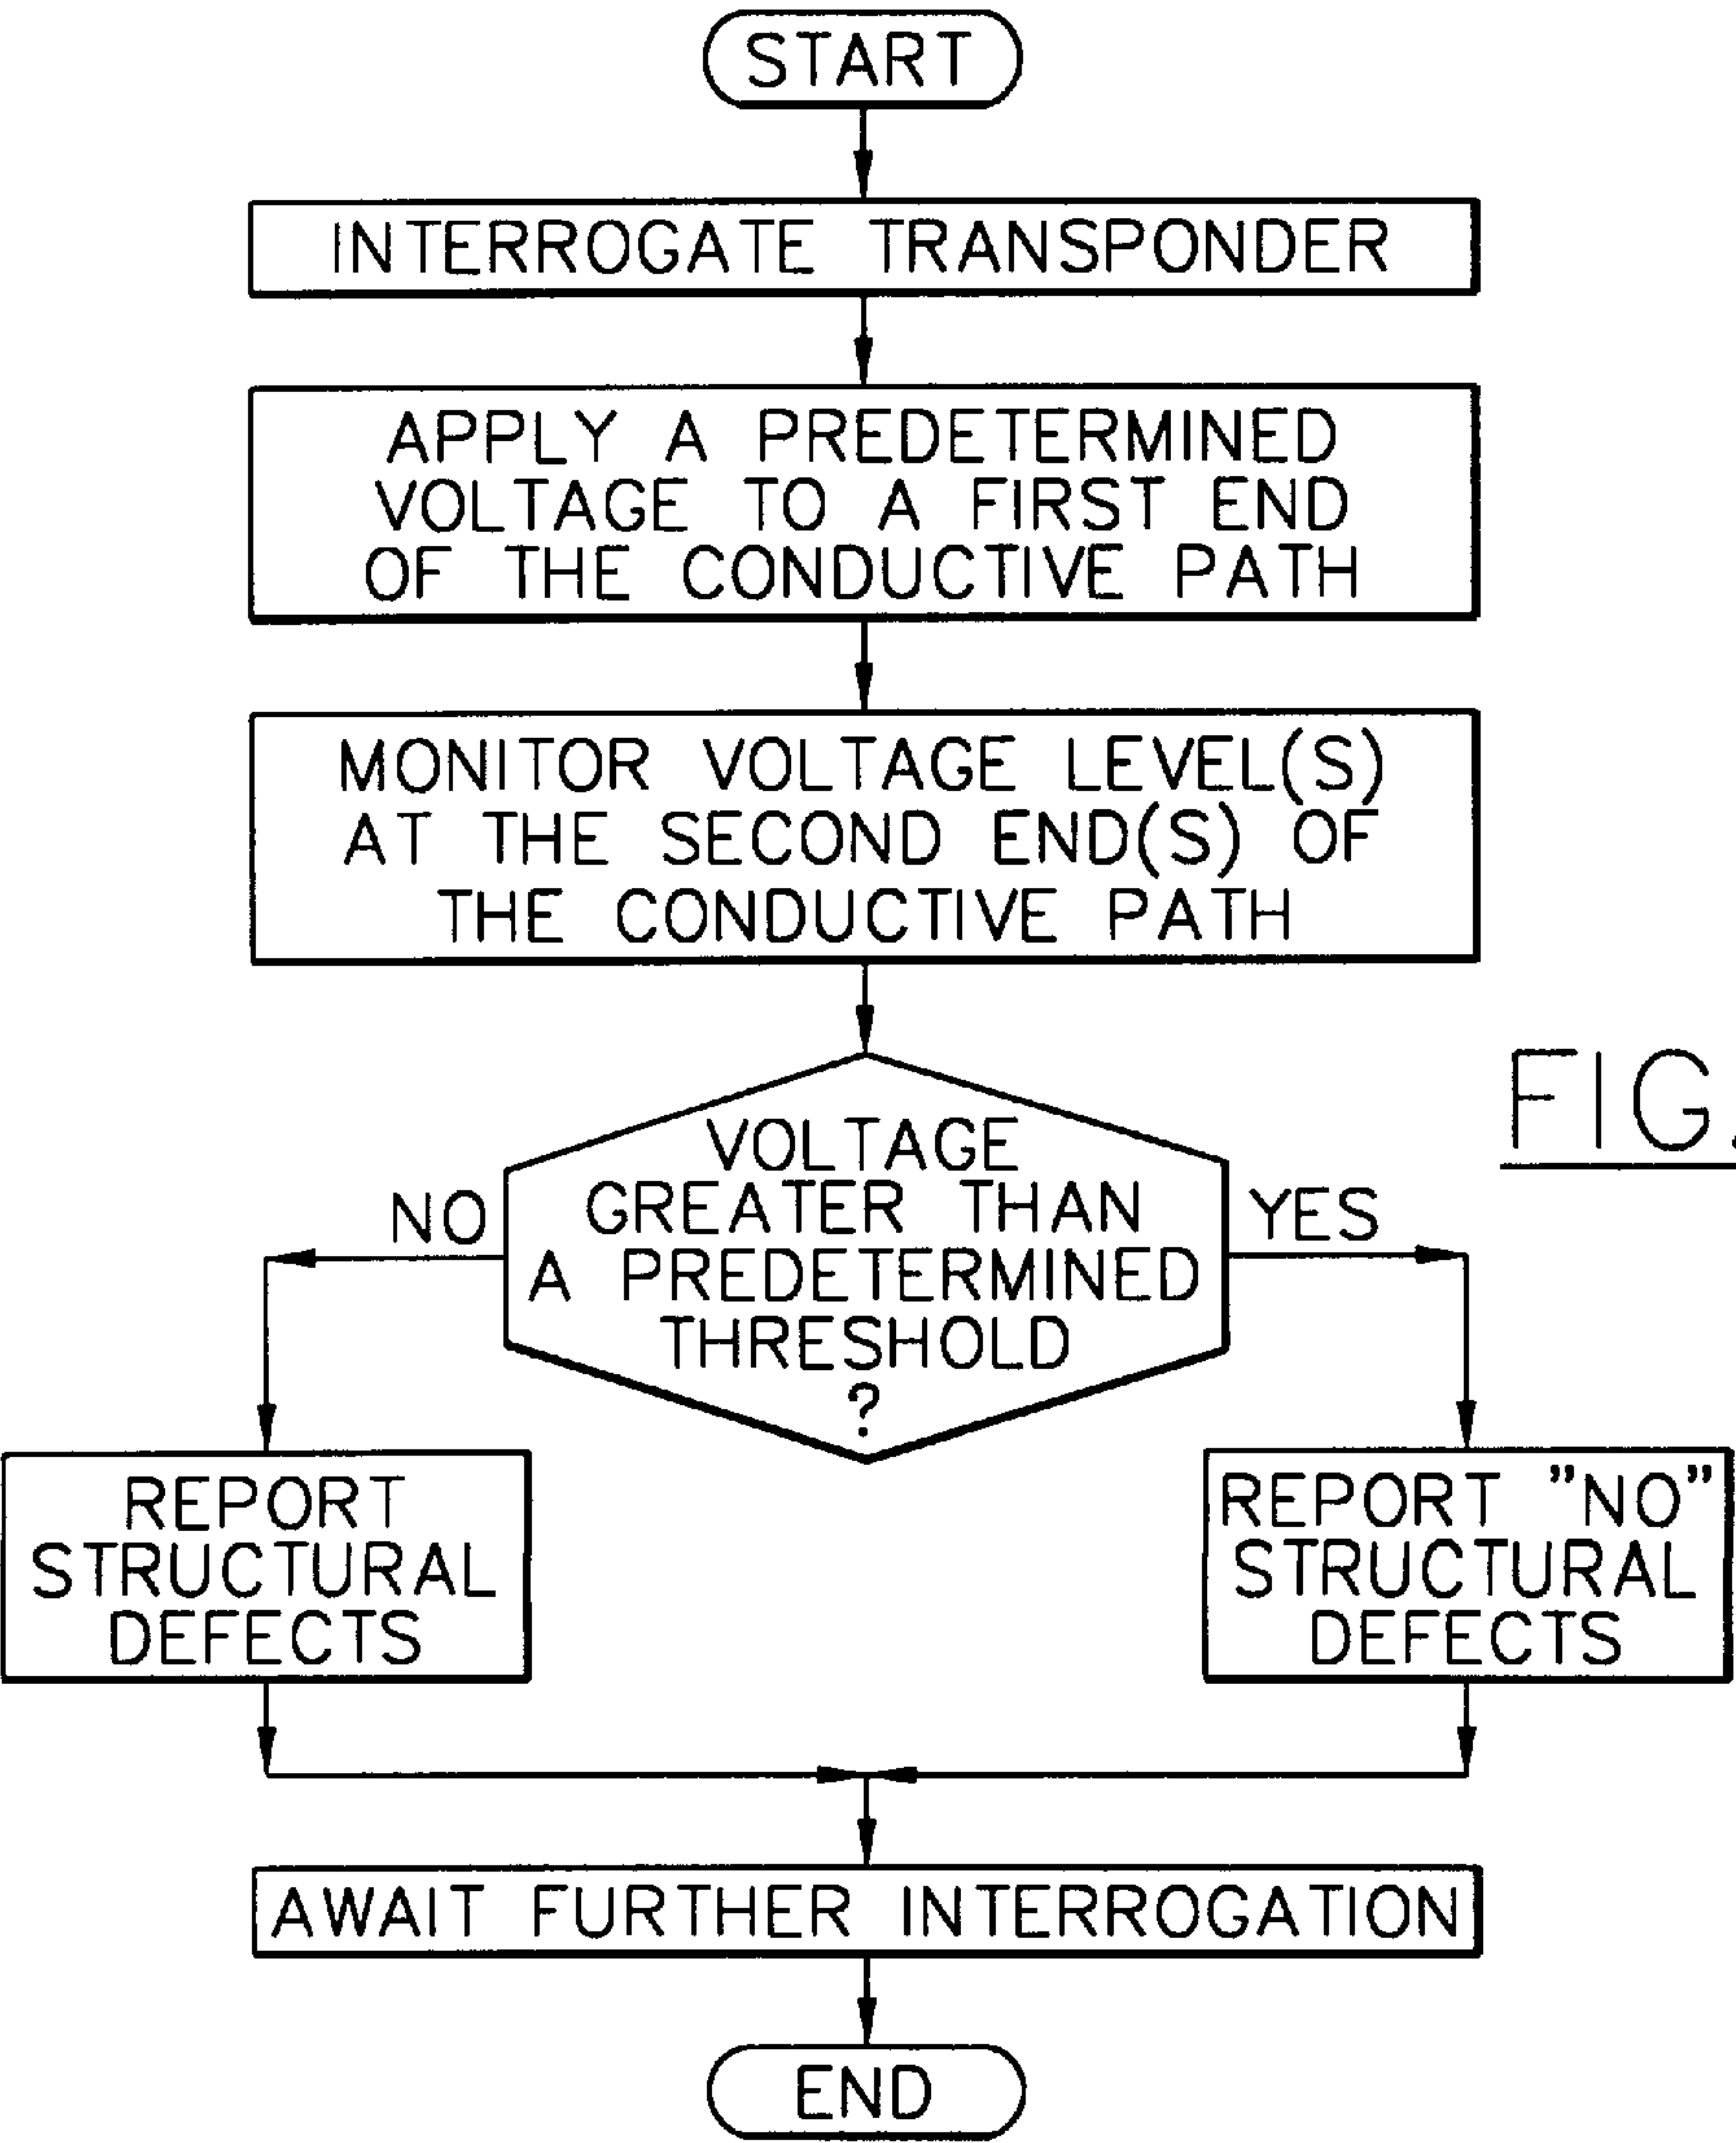 START
INTERROGATE TRANSPONDER
APPLY A PREDETERMINED
VOLTAGE TO A FIRST END
OF THE CONDUCTIVE PATH
MONITOR VOLTAGE LEVEL(S)
AT THE SECOND END(S) OF
THE CONDUCTIVE PATH
FIG.
VOLTAGE
GREATER THAN
A PREDETERMINED
THRESHOLD
?
NO
YES
REPORT
STRUCTURAL
DEFECTS
REPORT "NO"
STRUCTURAL
DEFECTS
AWAIT FURTHER INTERROGATION
END